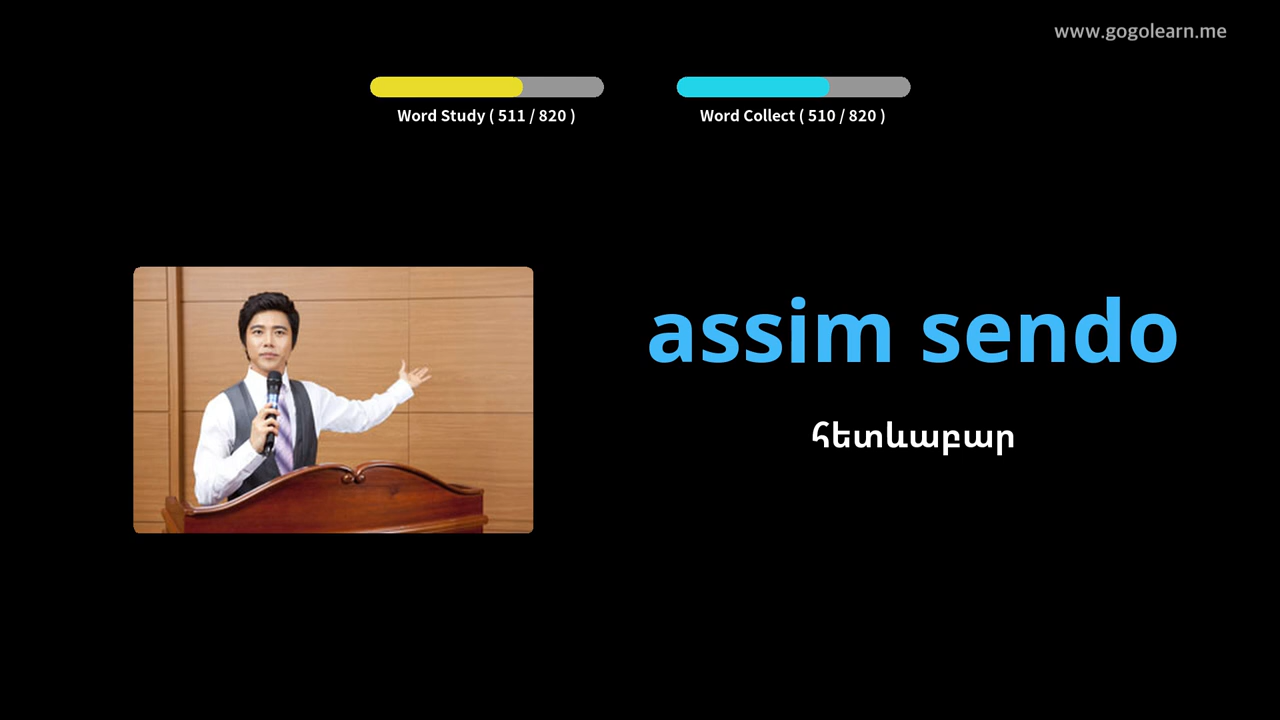 www.gogolearn.me
Word Study ( 511 / 820 )
Word Collect ( 510 / 820 )
assim sendo
հետևաբար